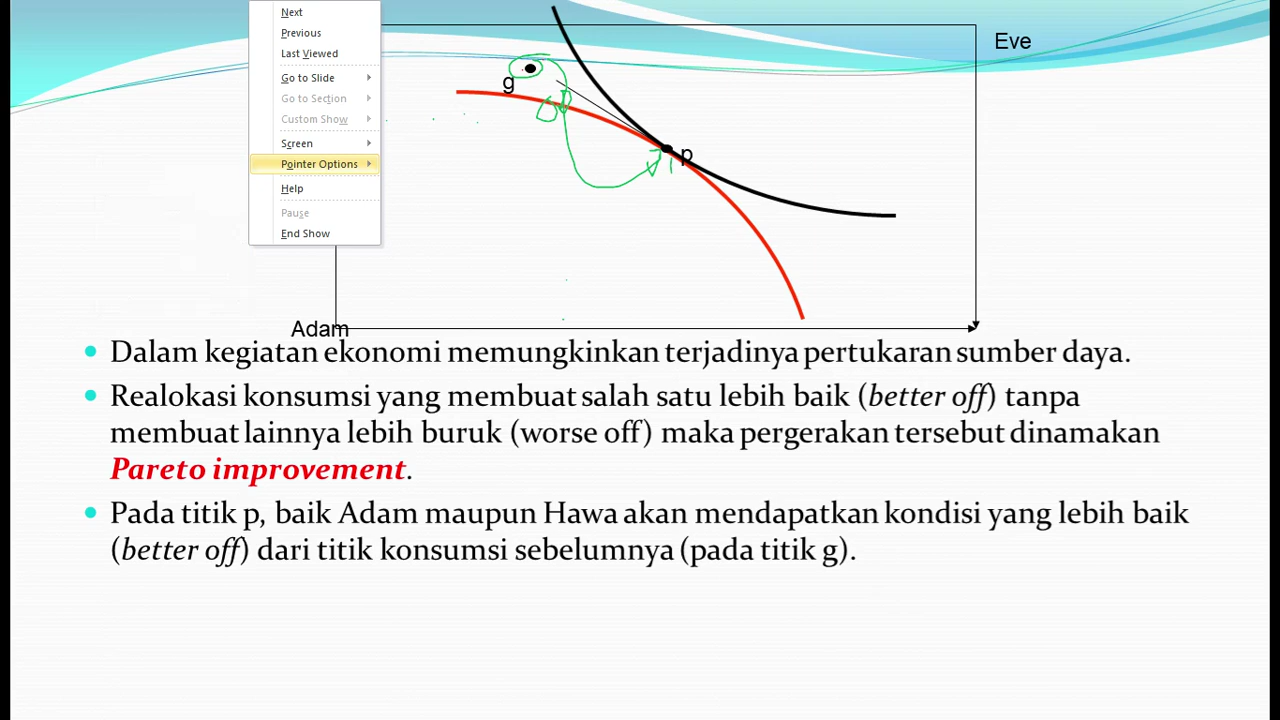 Next
Previous
Last Viewed
Go to Slide
Go to Section
Custom Show
Screen
Pointer Options
Help
Pause
End Show
Eve
g
p
Adam
Dalam kegiatan ekonomi memungkinkan terjadinya pertukaran sumber daya.
Realokasi konsumsi yang membuat salah satu lebih baik (better off) tanpa
membuat lainnya lebih buruk (worse off) maka pergerakan tersebut dinamakan
Pareto improvement.
Pada titik p, baik Adam maupun Hawa akan mendapatkan kondisi yang lebih baik
(better off) dari titik konsumsi sebelumnya (pada titik g).